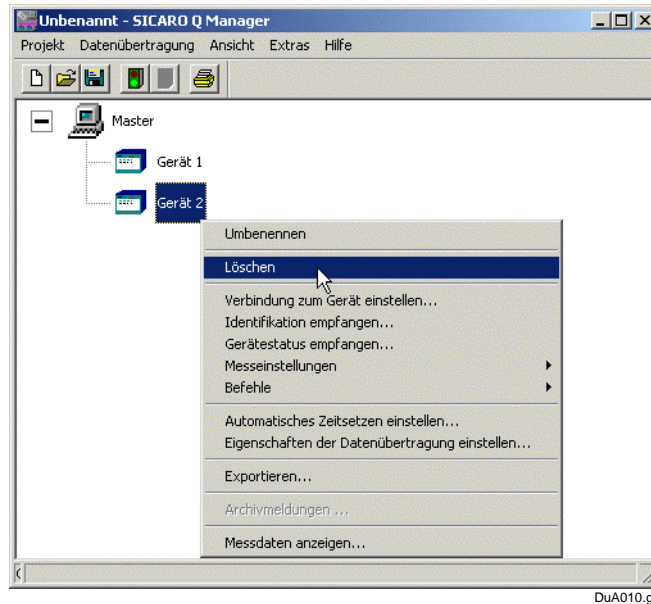 Unbenannt - SICARO Q Manager
Projekt Datenübertragung Ansicht Extras Hilfe
Master
Gerät 1
Gerät 2
Umbenennen
Löschen
Verbindung zum Gerät einstellen...
Identifikation empfangen...
Gerätestatus empfangen...
Messeinstellungen
Befehle
Automatisches Zeitsetzen einstellen...
Eigenschaften der Datenübertragung einstellen...
Exportieren...
Archivmeldungen ...
Messdaten anzeigen...
DuA010.g